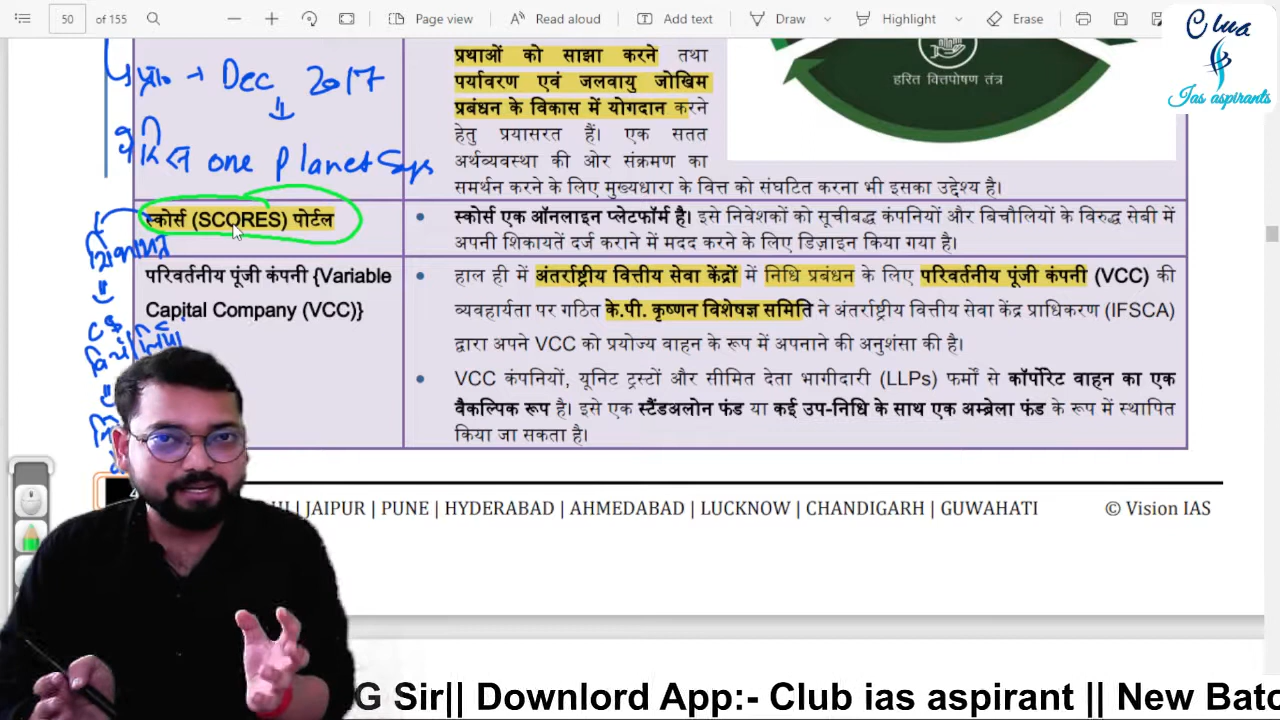 50 of 155
Page view
Read aloud
Add text
Draw
Highlight
Erase
Club
Ias aspirants
प्रथाओं को साझा करने तथा
पर्यावरण एवं जलवायु जोखिम
प्रबंधन के विकास में योगदान करने
हेतु प्रयासरत हैं। एक सतत
अर्थव्यवस्था की ओर संक्रमण का
समर्थन करने के लिए मुख्यधारा के वित्त को संघटित करना भी इसका उद्देश्य है।
हरित वित्तपोषण तंत्र
Dec 2017
one Planet
स्कोर्स (SCORES) पोर्टल
स्कोर्स एक ऑनलाइन प्लेटफॉर्म है। इसे निवेशकों को सूचीबद्ध कंपनियों और बिचौलियों के विरुद्ध सेबी में
अपनी शिकायतें दर्ज कराने में मदद करने के लिए डिज़ाइन किया गया है।
परिवर्तनीय पूंजी कंपनी {Variable
Capital Company (VCC)}
हाल ही में अंतर्राष्ट्रीय वित्तीय सेवा केंद्रों में निधि प्रबंधन के लिए परिवर्तनीय पूंजी कंपनी (VCC) की
व्यवहार्यता पर गठित के.पी. कृष्णन विशेषज्ञ समिति ने अंतर्राष्ट्रीय वित्तीय सेवा केंद्र प्राधिकरण (IFSCA)
द्वारा अपने VCC को प्रयोज्य वाहन के रूप में अपनाने की अनुशंसा की है।
VCC कंपनियों, यूनिट ट्रस्टों और सीमित देता भागीदारी (LLPs) फर्मों से कॉर्पोरेट वाहन का एक
वैकल्पिक रूप है। इसे एक स्टैंडअलोन फंड या कई उप-निधि के साथ एक अम्ब्रेला फंड के रूप में स्थापित
किया जा सकता है।
| JAIPUR | PUNE | HYDERABAD | AHMEDABAD | LUCKNOW | CHANDIGARH | GUWAHATI
© Vision IAS
G Sir|| Downlord App:- Club ias aspirant || New Batc